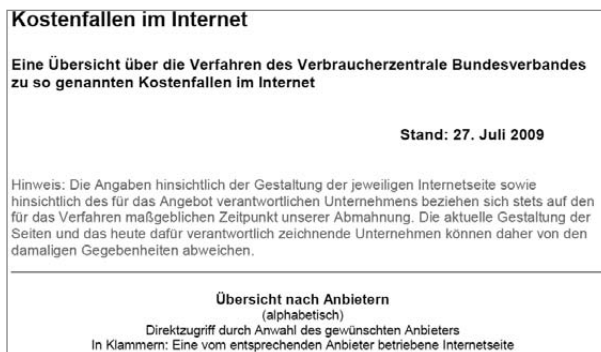 Kostenfallen im Internet
Eine Übersicht über die Verfahren des Verbraucherzentrale Bundesverbandes
zu so genannten Kostenfallen im Internet
Stand: 27. Juli 2009
Hinweis: Die Angaben hinsichtlich der Gestaltung der jeweiligen Internetseite sowie
hinsichtlich des für das Angebot verantwortlichen Unternehmens beziehen sich stets auf den
für das Verfahren maßgeblichen Zeitpunkt unserer Abmahnung. Die aktuelle Gestaltung der
Seiten und das heute dafür verantwortlich zeichnende Unternehmen können daher von den
damaligen Gegebenheiten abweichen.
Übersicht nach Anbietern
(alphabetisch)
Direktzugriff durch Anwahl des gewünschten Anbieters
In Klammern: Eine vom entsprechenden Anbieter betriebene Internetseite